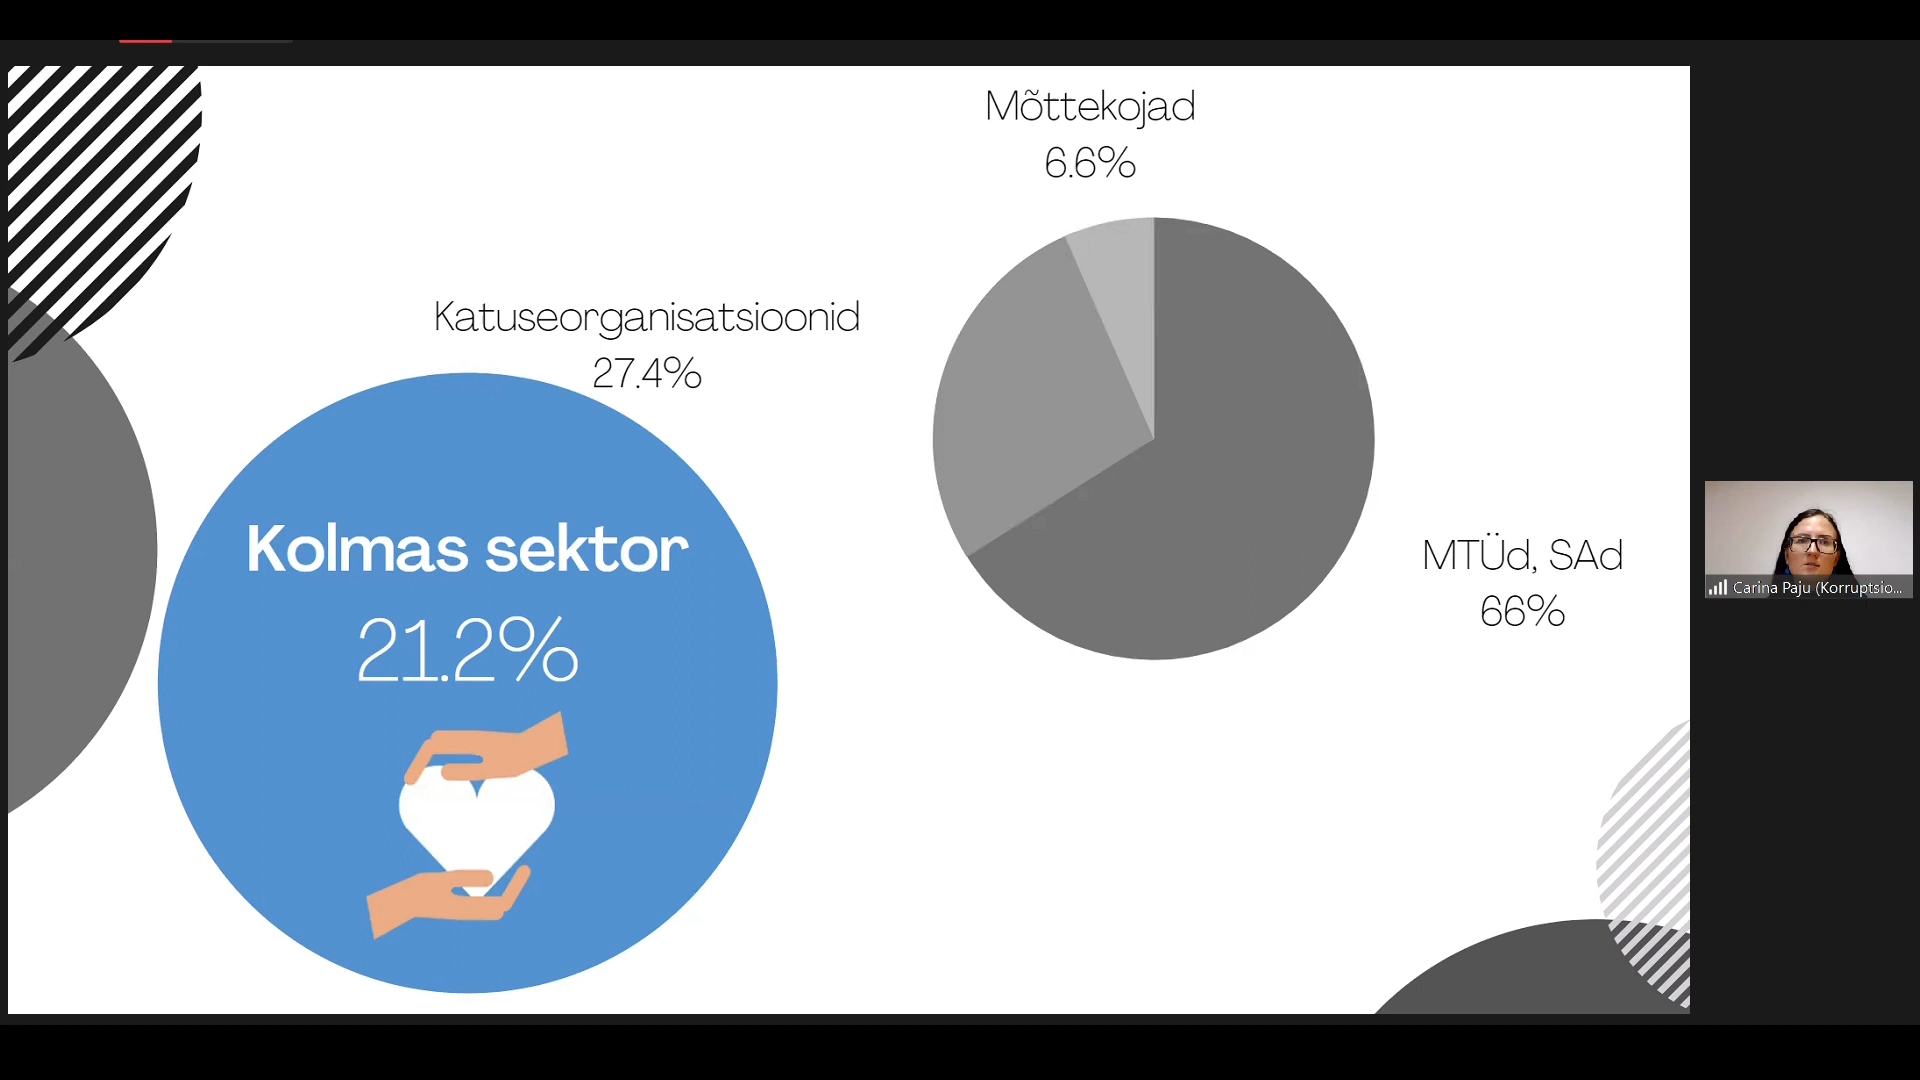 Mõttekojad
6.6%
Katuseorganisatsioonid
27.4%
Kolmas sektor
21.2%
MTÜd, SAd
66%
Carina Paju (Korruptsio...